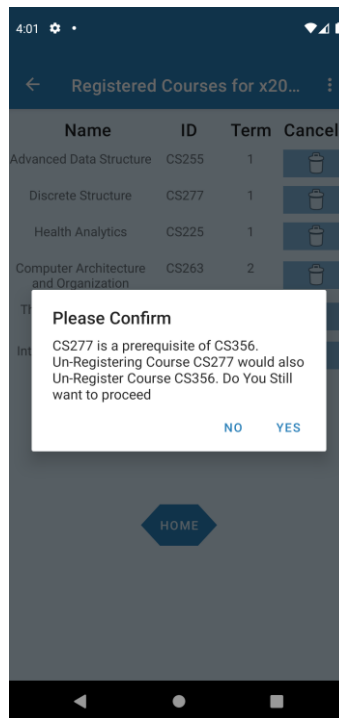 4:01
Registered Courses for x20...
Name ID Term Cancel
Advanced Data Structure CS255 1
Discrete Structure CS277 1
Health Analytics CS225 1
Computer Architecture CS263 2
and Organization
Please Confirm
CS277 is a prerequisite of CS356.
Un-Registering Course CS277 would also
Un-Register Course CS356. Do You Still
want to proceed
NO YES
HOME